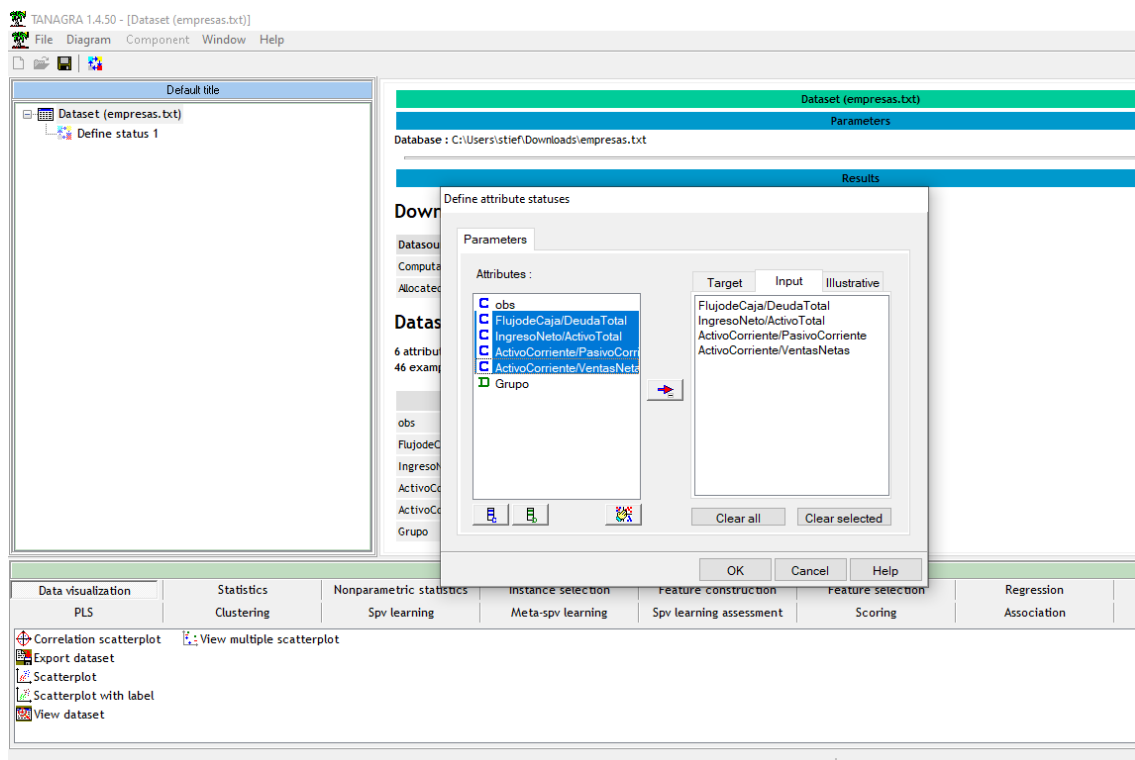 TANAGRA 1.4.50 - [Dataset (empresas.txt)]
File Diagram Component Window Help
Default title
Dataset (empresas.txt)
Define status 1
Dataset (empresas.txt)
Parameters
Database : C:\Users\stief\Downloads\empresas.txt
Results
Define attribute statuses
Parameters
Attributes :
obs
FlujodeCaja/DeudaTotal
IngresoNeto/ActivoTotal
ActivoCorriente/PasivoCorri
ActivoCorriente/VentasNeta
Grupo
Target Input Illustrative
FlujodeCaja/DeudaTotal
IngresoNeto/ActivoTotal
ActivoCorriente/PasivoCorriente
ActivoCorriente/VentasNetas
Clear all Clear selected
OK Cancel Help
Down
Datasou
Computa
Allocated
Datas
6 attribut
46 examp
obs
FlujodeC
IngresoN
ActivoCo
ActivoCo
Grupo
Data visualization Statistics Nonparametric statistics Instance selection Feature construction Feature selection Regression
PLS Clustering Spv learning Meta-spv learning Spv learning assessment Scoring Association
Correlation scatterplot View multiple scatterplot
Export dataset
Scatterplot
Scatterplot with label
View dataset